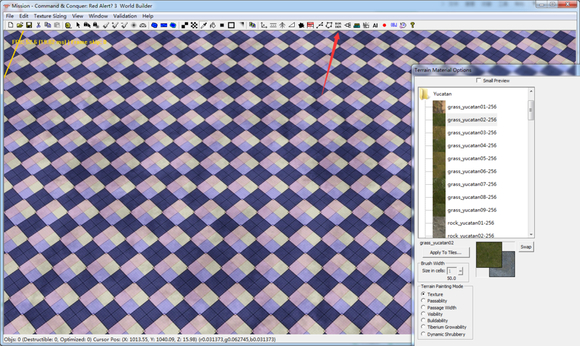 Mission - Command & Conquer: Red Alert? 3 World Builder
File Edit Texture Sizing View Window Validation Help
AI
Terrain Material Options
Small Preview
Yucatan
grass_yucatan01-256
grass_yucatan02-256
grass_yucatan03-256
grass_yucatan04-256
grass_yucatan05-256
grass_yucatan06-256
grass_yucatan07-256
grass_yucatan08-256
grass_yucatan09-256
rock_yucatan01-256
rock_yucatan02-256
grass_yucatan02
Swap
Apply To Tiles...
Brush Width
Size in cells: 1
50.0
Terrain Painting Mode
Texture
Passability
Passage Width
Visibility
Buildability
Tiberium Growability
Dynamic Shrubbery
Objs: 0 (Destructible: 0, Optimized: 0) Cursor Pos: (X: 1013.55, Y: 1040.09, Z: 15.98) (r0.031373,g0.062745,b0.031373)